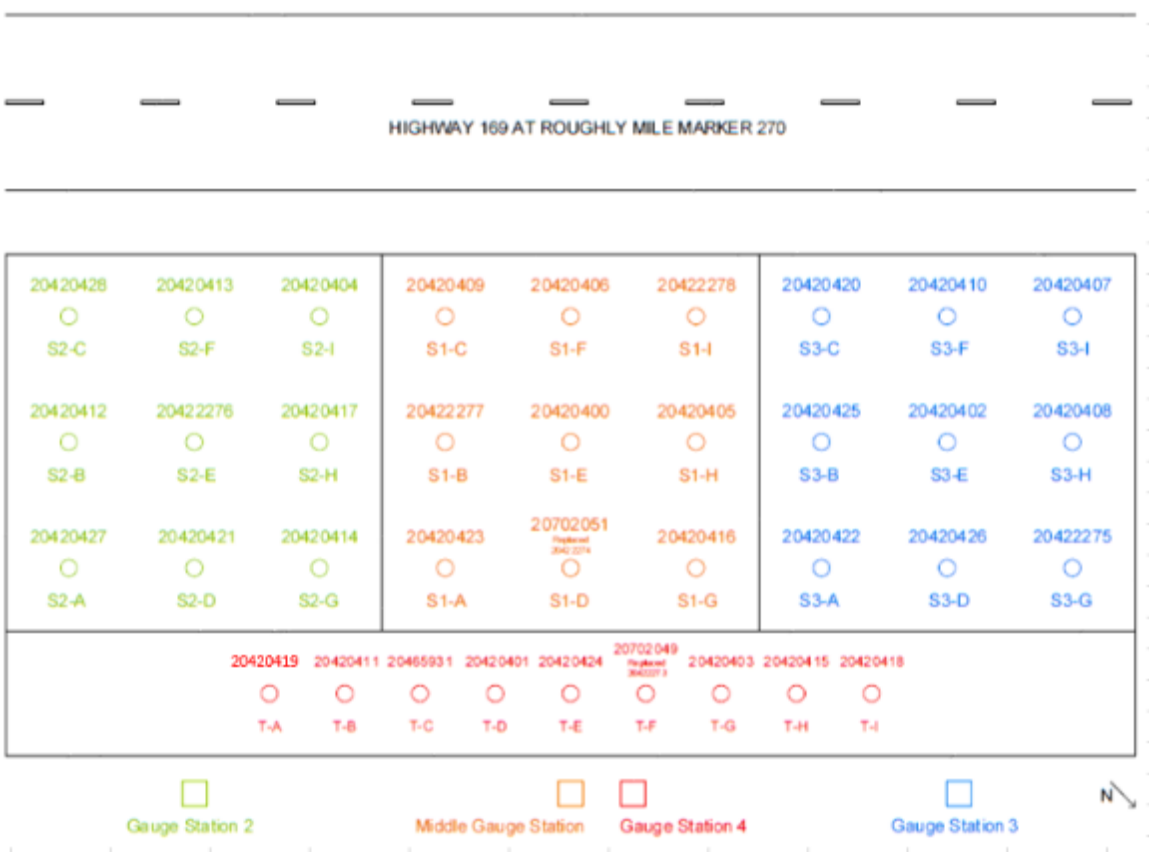 HIGHWAY 169 AT ROUGHLY MILE MARKER 270
20420428 20420413 20420404 20420409 20420406 20422278 20420420 20420410 20420407
S2-C S2-F S2-I S1-C S1-F S1-I S3-C S3-F S3-I
20420412 20422276 20420417 20422277 20420400 20420405 20420425 20420402 20420408
S2-B S2-E S2-H S1-B S1-E S1-H S3-B S3-E S3-H
20702051
20420427 20420421 20420414 20420423 Replaced 20420416 20420422 20420426 20422275
20422274
S2-A S2-D S2-G S1-A S1-D S1-G S3-A S3-D S3-G
20702049
20420419 20420411 20465931 20420401 20420424 Replaced 20420403 20420415 20420418
20422273
T-A T-B T-C T-D T-E T-F T-G T-H T-I
N
Gauge Station 2 Middle Gauge Station Gauge Station 4 Gauge Station 3